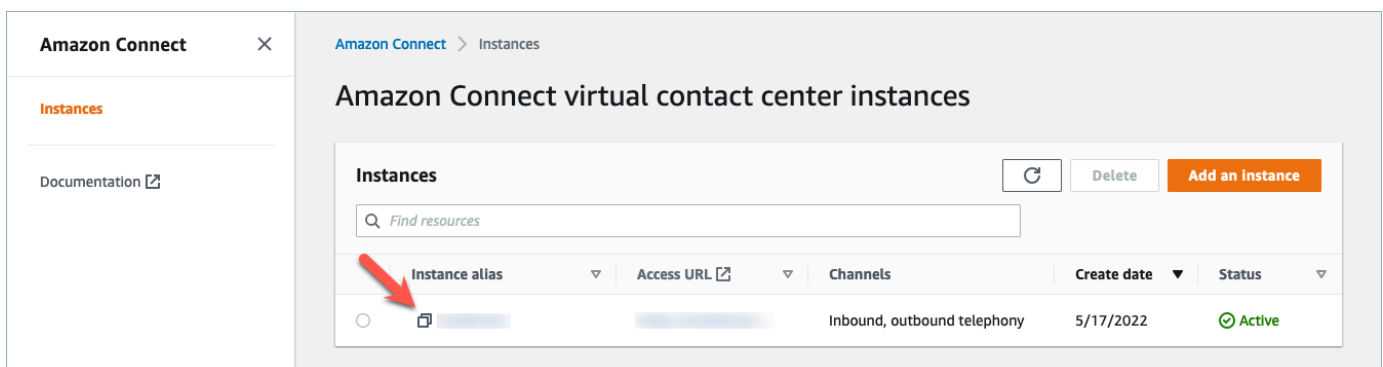 Amazon Connect
Instances
Documentation
Amazon Connect > Instances
Amazon Connect virtual contact center instances
Instances
Delete
Add an instance
Find resources
Instance alias Access URL Channels Create date Status
Inbound, outbound telephony 5/17/2022 Active